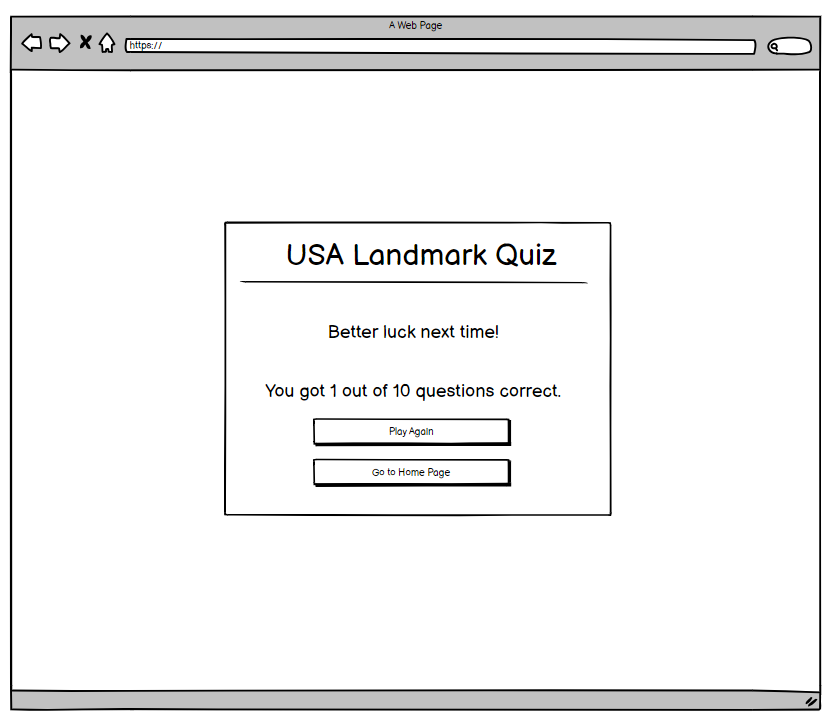 A Web Page
https://
USA Landmark Quiz
Better luck next time!
You got 1 out of 10 questions correct.
Play Again
Go to Home Page